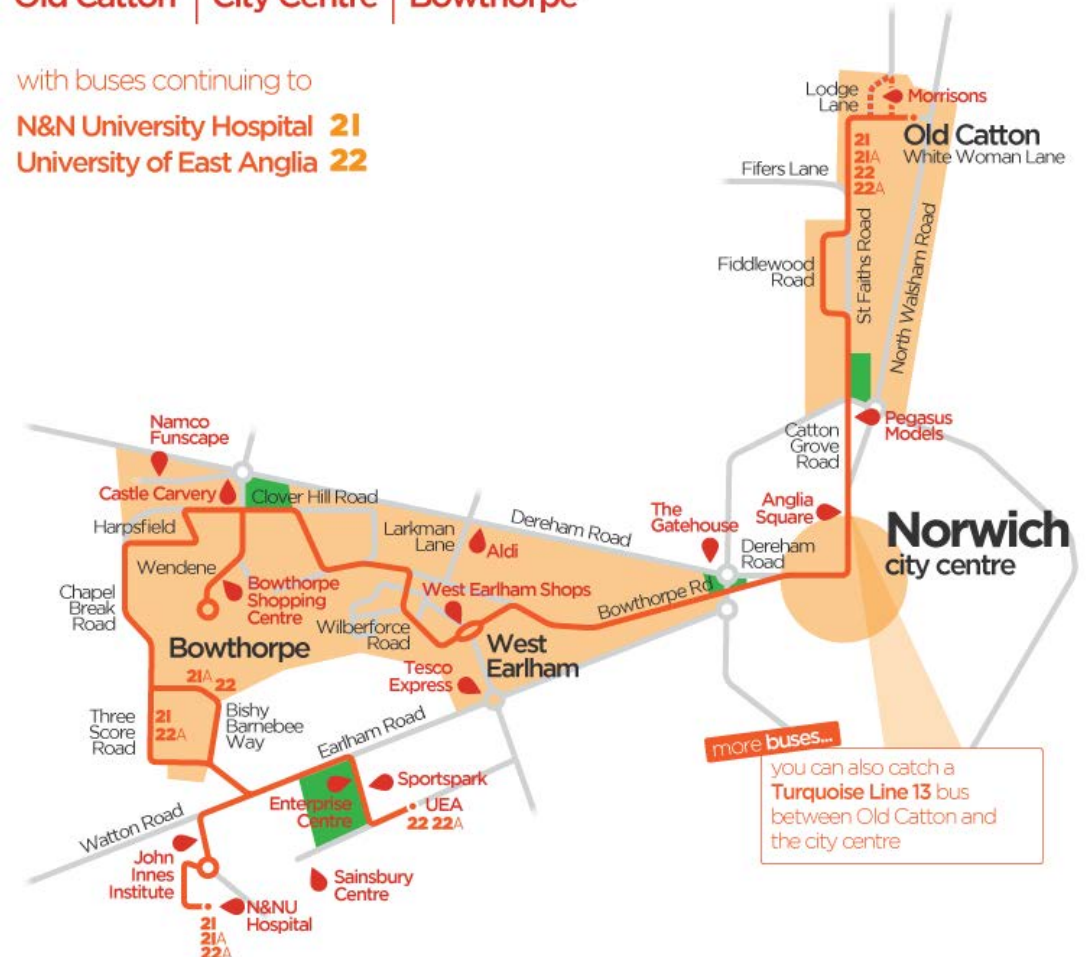 Old Catton | City Centre | Bowthorpe
with buses continuing to
N&N University Hospital 21
University of East Anglia 22
Lodge
Lane
Morrisons
Old Catton
White Woman Lane
21
21A
22
22A
Fifers Lane
St Faiths Road
North Walsham Road
Fiddlewood
Road
Pegasus
Models
Catton
Grove
Road
Anglia
Square
Norwich
city centre
The
Gatehouse
Dereham
Road
Dereham Road
Bowthorpe Rd
Namco
Funscape
Castle Carvery
Clover Hill Road
Harpsfield
Larkman
Lane
Aldi
Wendene
Bowthorpe
Shopping
Centre
West Earlham Shops
Chapel
Break
Road
Wilberforce
Road
Bowthorpe
West
Earlham
Tesco
Express
21A 22
Three
Score
Road
21
22A
Bishy
Barnebee
Way
Earlham Road
Enterprise
Centre
Sportspark
UEA
22 22A
Watton Road
John
Innes
Institute
Sainsbury
Centre
N&NU
Hospital
21
21A
22A
more buses...
you can also catch a
Turquoise Line 13 bus
between Old Catton and
the city centre